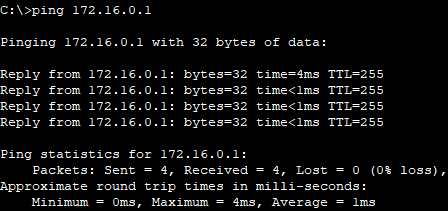 C:\>ping 172.16.0.1
Pinging 172.16.0.1 with 32 bytes of data:
Reply from 172.16.0.1: bytes=32 time=4ms TTL=255
Reply from 172.16.0.1: bytes=32 time<1ms TTL=255
Reply from 172.16.0.1: bytes=32 time<1ms TTL=255
Reply from 172.16.0.1: bytes=32 time<1ms TTL=255
Ping statistics for 172.16.0.1:
    Packets: Sent = 4, Received = 4, Lost = 0 (0% loss),
Approximate round trip times in milli-seconds:
    Minimum = 0ms, Maximum = 4ms, Average = 1ms